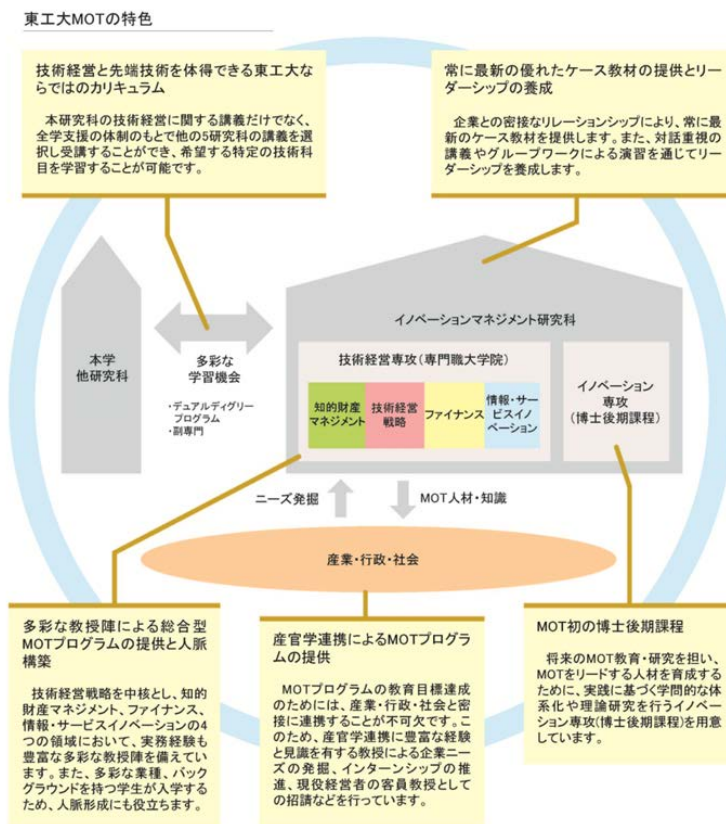 東工大MOTの特色
技術経営と先端技術を体得できる東工大な
らではのカリキュラム
本研究科の技術経営に関する講義だけでなく、
全学支援の体制のもとで他の5研究科の講義を選
択し受講することができ、希望する特定の技術科
目を学習することが可能です。
常に最新の優れたケース教材の提供とリー
ダーシップの養成
企業との密接なリレーションシップにより、常に最
新のケース教材を提供します。また、対話重視の
講義やグループワークによる演習を通じてリー
ダーシップを養成します。
本学
他研究科
多彩な
学習機会
・デュアルディグリー
プログラム
・副専門
イノベーションマネジメント研究科
技術経営専攻(専門職大学院)
知的財産
マネジメント
技術経営
戦略
ファイナンス
情報・サー
ビスイノ
ベーション
イノベーション
専攻
(博士後期課程)
ニーズ発掘
MOT人材・知識
産業・行政・社会
多彩な教授陣による総合型
MOTプログラムの提供と人脈
構築
技術経営戦略を中核とし、知的
財産マネジメント、ファイナンス、
情報・サービスイノベーションの4
つの領域において、実務経験も
豊富な多彩な教授陣を備えてい
ます。また、多彩な業種、バック
グラウンドを持つ学生が入学する
ため、人脈形成にも役立ちます。
産官学連携によるMOTプログラ
ムの提供
MOTプログラムの教育目標達成
のためには、産業・行政・社会と密
接に連携することが不可欠です。こ
のため、産官学連携に豊富な経験
と見識を有する教授による企業ニー
ズの発掘、インターンシップの推
進、現役経営者の客員教授として
の招請などを行っています。
MOT初の博士後期課程
将来のMOT教育・研究を担い、
MOTをリードする人材を育成する
ために、実践に基づく学問的な体
系化や理論研究を行うイノベー
ション専攻(博士後期課程)を用意
しています。